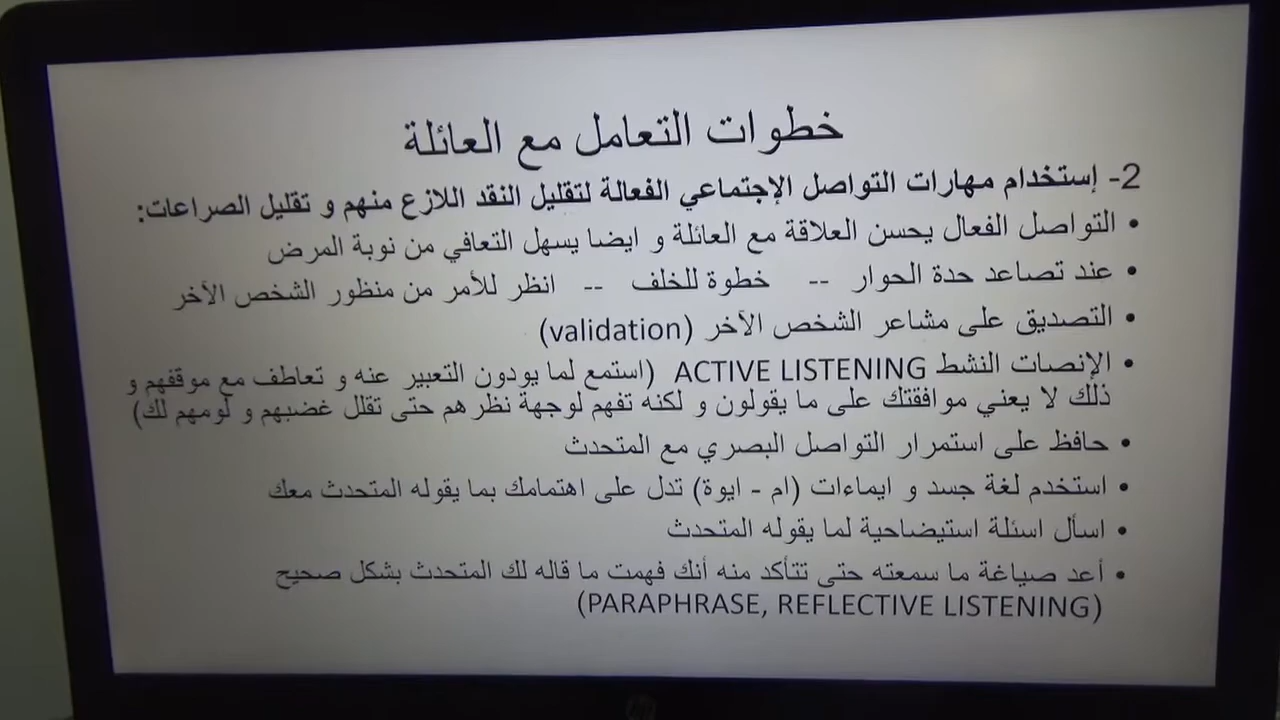 خطوات التعامل مع العائلة
2- إستخدام مهارات التواصل الإجتماعي الفعالة لتقليل النقد اللازع منهم و تقليل الصراعات:
• التواصل الفعال يحسن العلاقة مع العائلة و ايضا يسهل التعافي من نوبة المرض
• عند تصاعد حدة الحوار -- خطوة للخلف -- انظر للأمر من منظور الشخص الآخر
• التصديق على مشاعر الشخص الآخر (validation)
• الإنصات النشط ACTIVE LISTENING (استمع لما يودون التعبير عنه و تعاطف مع موقفهم و
ذلك لا يعني موافقتك على ما يقولون و لكنه تفهم لوجهة نظرهم حتى تقلل غضبهم و لومهم لك)
• حافظ على استمرار التواصل البصري مع المتحدث
• استخدم لغة جسد و ايماءات (ام - ايوة) تدل على اهتمامك بما يقوله المتحدث معك
• اسأل اسئلة استيضاحية لما يقوله المتحدث
• أعد صياغة ما سمعته حتى تتأكد منه أنك فهمت ما قاله لك المتحدث بشكل صحيح
(PARAPHRASE, REFLECTIVE LISTENING)
hp